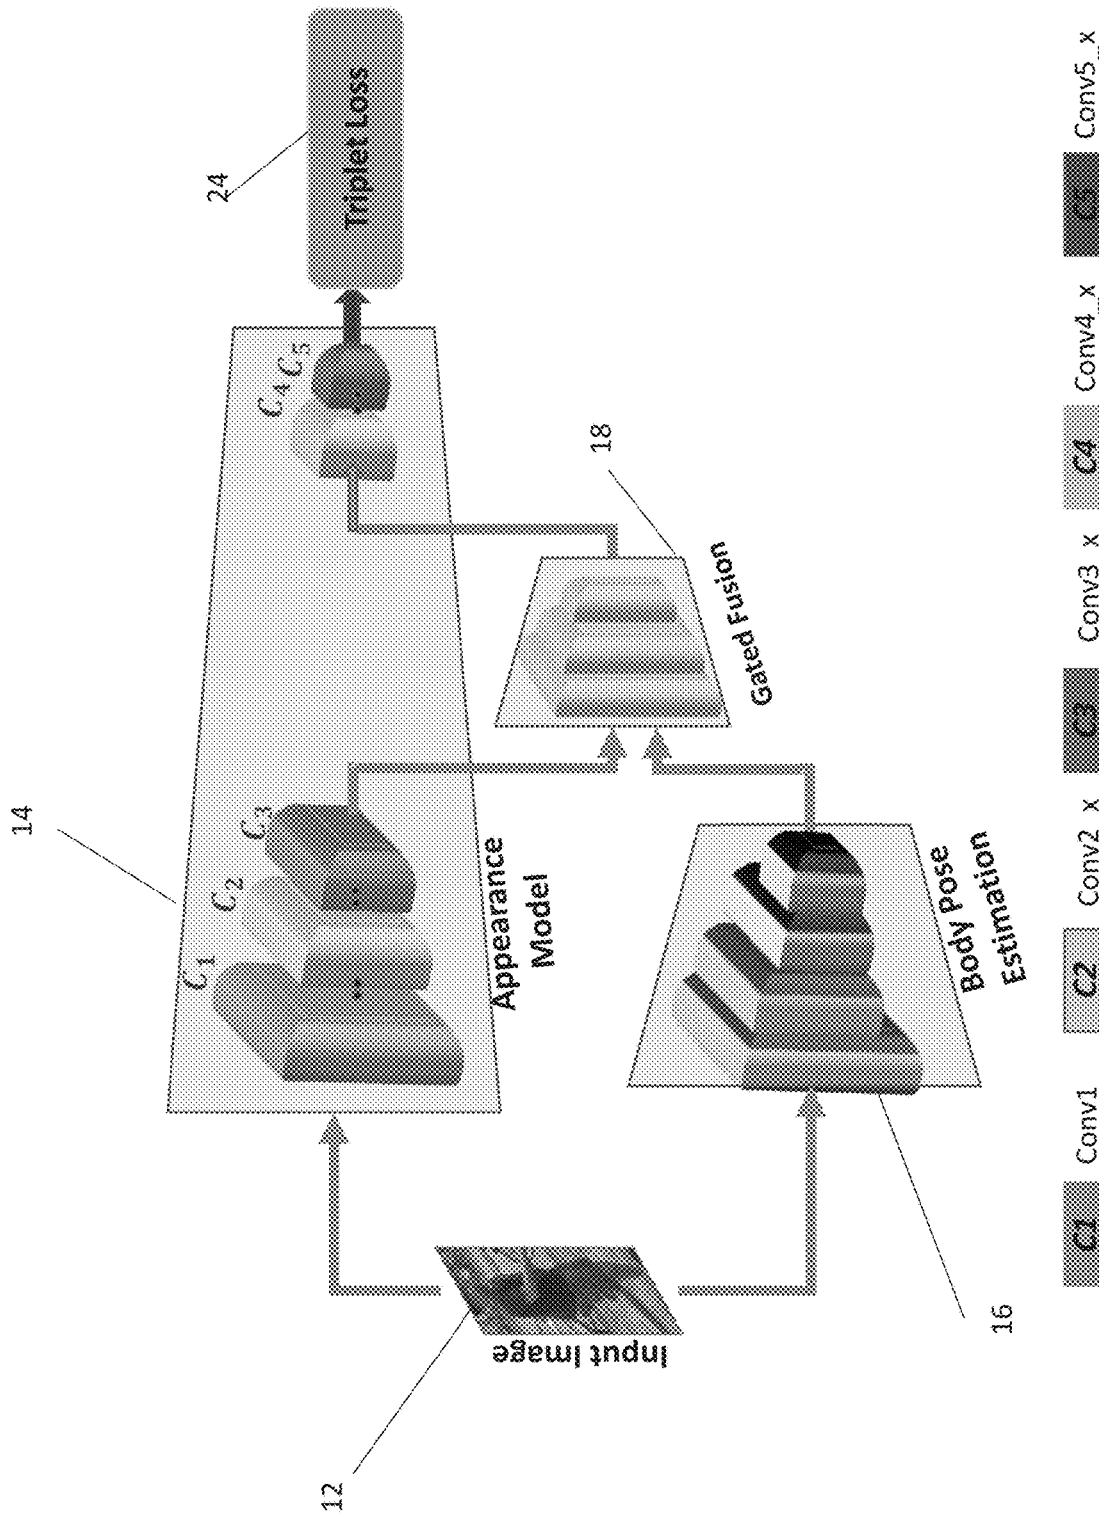 14
24
C1
C2
C3
C4
C5
Triplet Loss
Appearance
Model
18
12
Input Image
Gated Fusion
Body Pose
Estimation
16
C1 Conv1
C2 Conv2_x
C3 Conv3_x
C4 Conv4_x
C5 Conv5_x